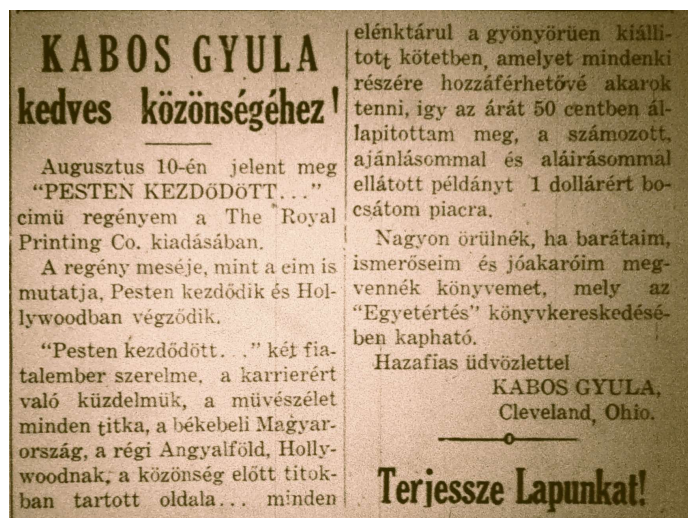 KABOS GYULA
kedves közönségéhez!
Augusztus 10-én jelent meg
"PESTEN KEZDŐDÖTT..."
cimü regényem a The Royal
Printing Co. kiadásában.
A regény meséje, mint a cim is
mutatja, Pesten kezdődik és Hol-
lywoodban végződik.
"Pesten kezdődött..." két fia-
talember szerelme, a karrierért
való küzdelmük, a müvészélet
minden titka, a békebeli Magyar-
ország, a régi Angyalföld, Holly-
woodnak, a közönség előtt titok-
ban tartott oldala... minden
elénktárul a gyönyörüen kiálli-
tott kötetben, amelyet mindenki
részére hozzáférhetővé akarok
tenni, igy az árát 50 centben ál-
lapitottam meg, a számozott,
ajánlásommal és aláirásommal
ellátott példányt 1 dollárért bo-
csátom piacra.
Nagyon örülnék, ha barátaim,
ismerőseim és jóakaróim meg-
vennék könyvemet, mely az
"Egyetértés" könyvkereskedésé-
ben kapható.
Hazafias üdvözlettel
KABOS GYULA,
Cleveland, Ohio.
Terjessze Lapunkat!